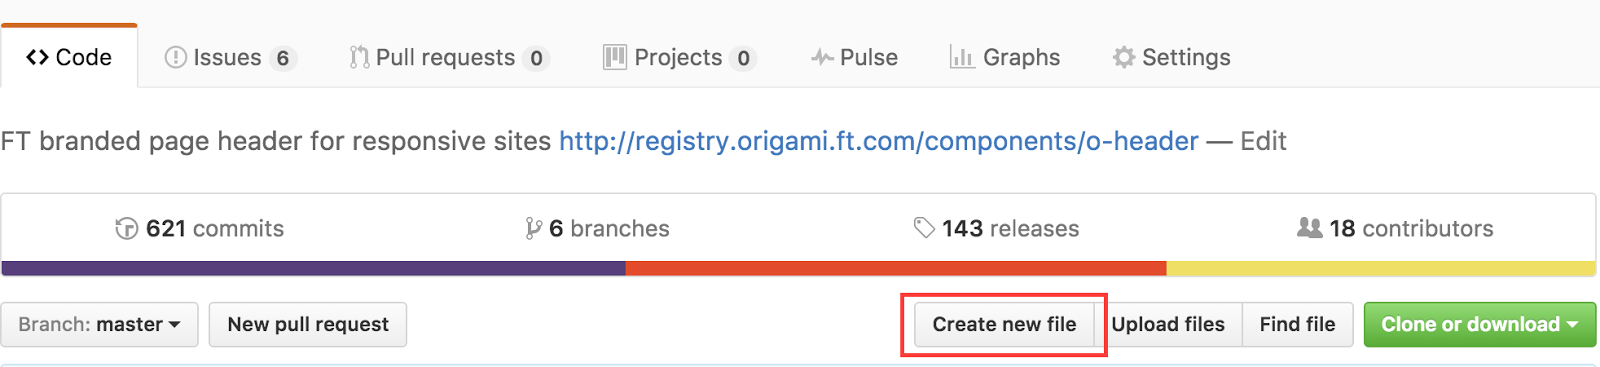 <> Code Issues 6 Pull requests 0 Projects 0 Pulse Graphs Settings
FT branded page header for responsive sites http://registry.origami.ft.com/components/o-header — Edit
621 commits 6 branches 143 releases 18 contributors
Branch: master New pull request Create new file Upload files Find file Clone or download